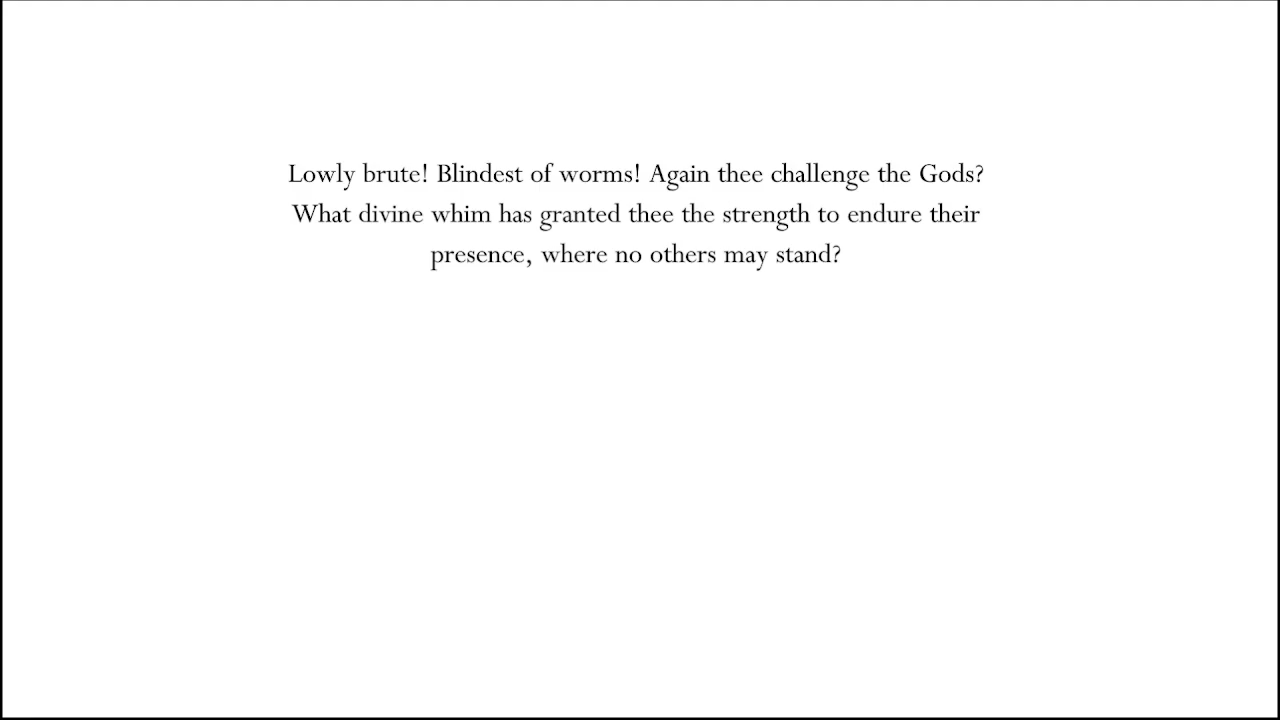 Lowly brute! Blindest of worms! Again thee challenge the Gods?
What divine whim has granted thee the strength to endure their
presence, where no others may stand?